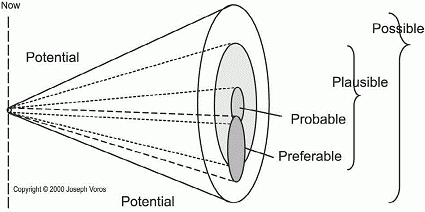 Now
Possible
Potential
Plausible
Probable
Preferable
Copyright © 2000 Joseph Voros
Potential